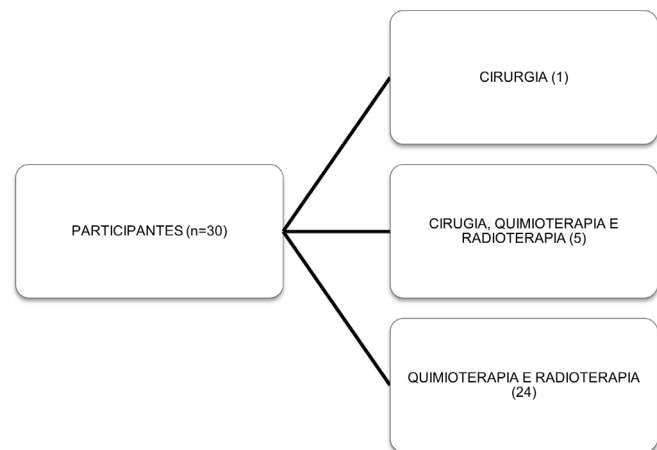 CIRURGIA (1)
PARTICIPANTES (n=30)
CIRUGIA, QUIMIOTERAPIA E
RADIOTERAPIA (5)
QUIMIOTERAPIA E RADIOTERAPIA
(24)